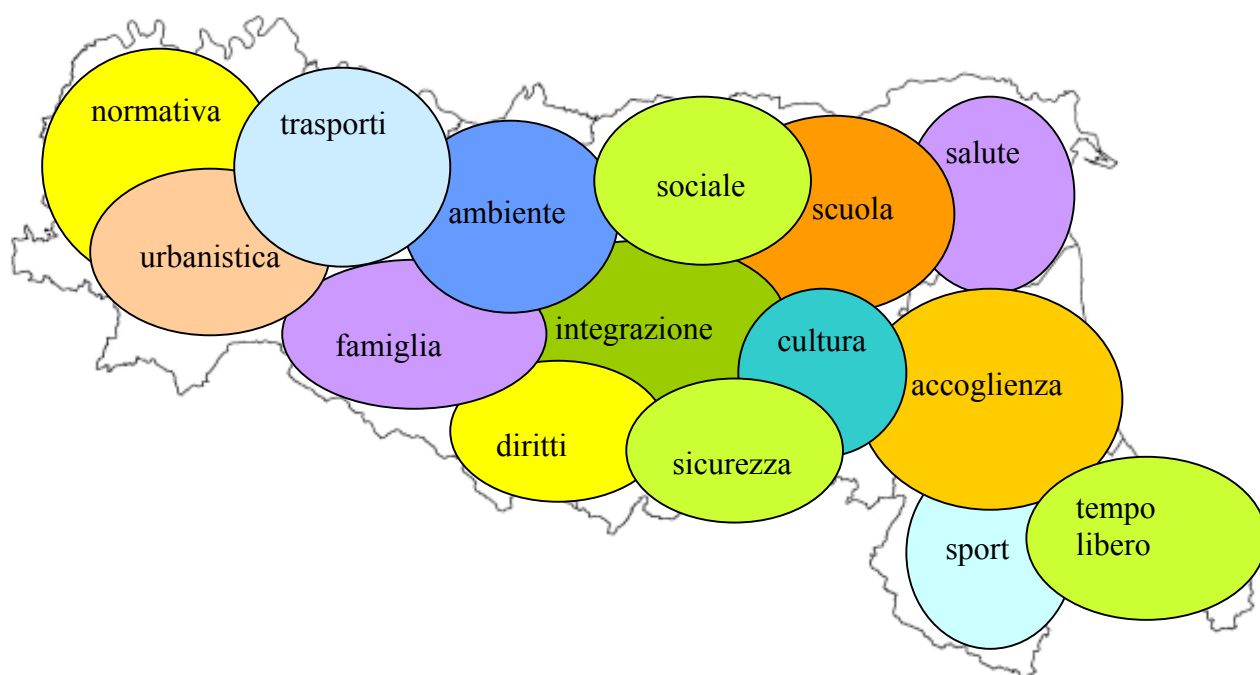 normativa
trasporti
salute
sociale
scuola
ambiente
urbanistica
integrazione
cultura
famiglia
accoglienza
diritti
sicurezza
tempo
libero
sport